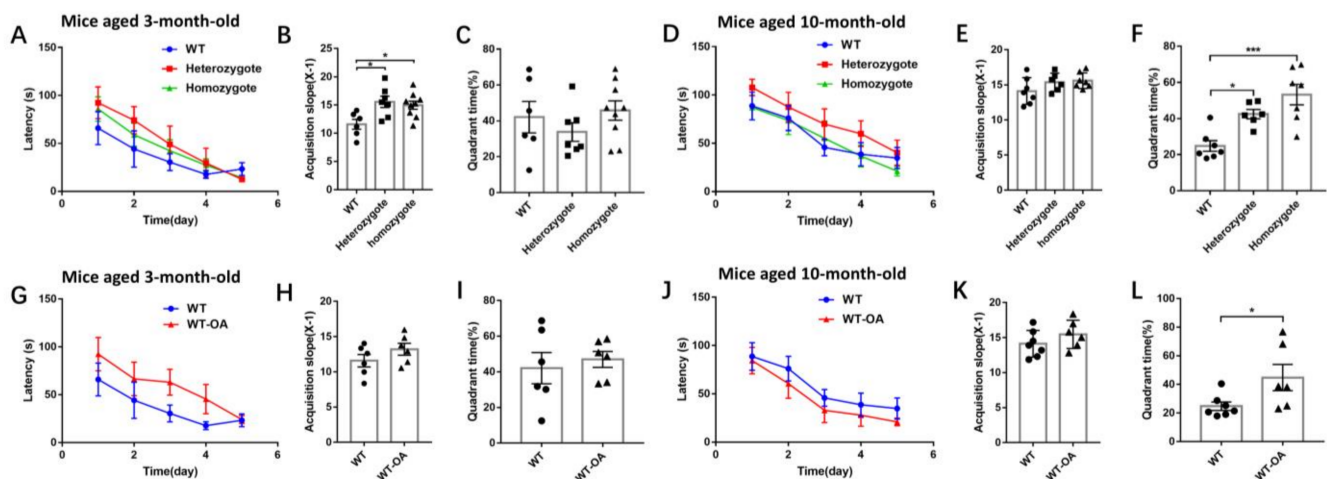 Mice aged 3-month-old
Mice aged 10-month-old
A
Latency (s)
150
100
50
0
0
2
4
6
Time(day)
WT
Heterozygote
Homozygote
B
Acquisition slope(X-1)
25
20
15
10
5
0
*
*
WT
Heterozygote
homozygote
C
Quadrant time(%)
80
60
40
20
0
WT
Heterozygote
Homozygote
D
Latency (s)
150
100
50
0
0
2
4
6
Time(day)
WT
Heterozygote
Homozygote
E
Acquisition slope(X-1)
20
15
10
5
0
WT
Heterozygote
homozygote
F
Quadrant time(%)
80
60
40
20
0
*
***
WT
Heterozygote
Homozygote
Mice aged 3-month-old
Mice aged 10-month-old
G
Latency (s)
150
100
50
0
0
2
4
6
Time(day)
WT
WT-OA
H
Acquisition slope(X-1)
20
15
10
5
0
WT
WT-OA
I
Quadrant time(%)
80
60
40
20
0
WT
WT-OA
J
Latency (s)
150
100
50
0
0
2
4
6
Time(day)
WT
WT-OA
K
Acquisition slope(X-1)
20
15
10
5
0
WT
WT-OA
L
Quadrant time(%)
100
80
60
40
20
0
*
WT
WT-OA